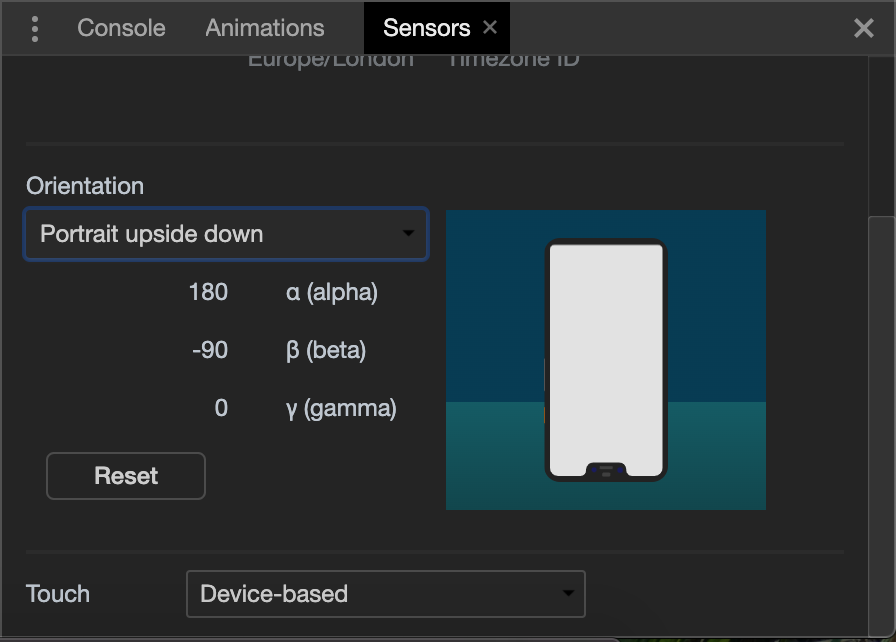 Console Animations Sensors
Europe/London Timezone ID
Orientation
Portrait upside down
180 α (alpha)
-90 β (beta)
0 γ (gamma)
Reset
Touch Device-based